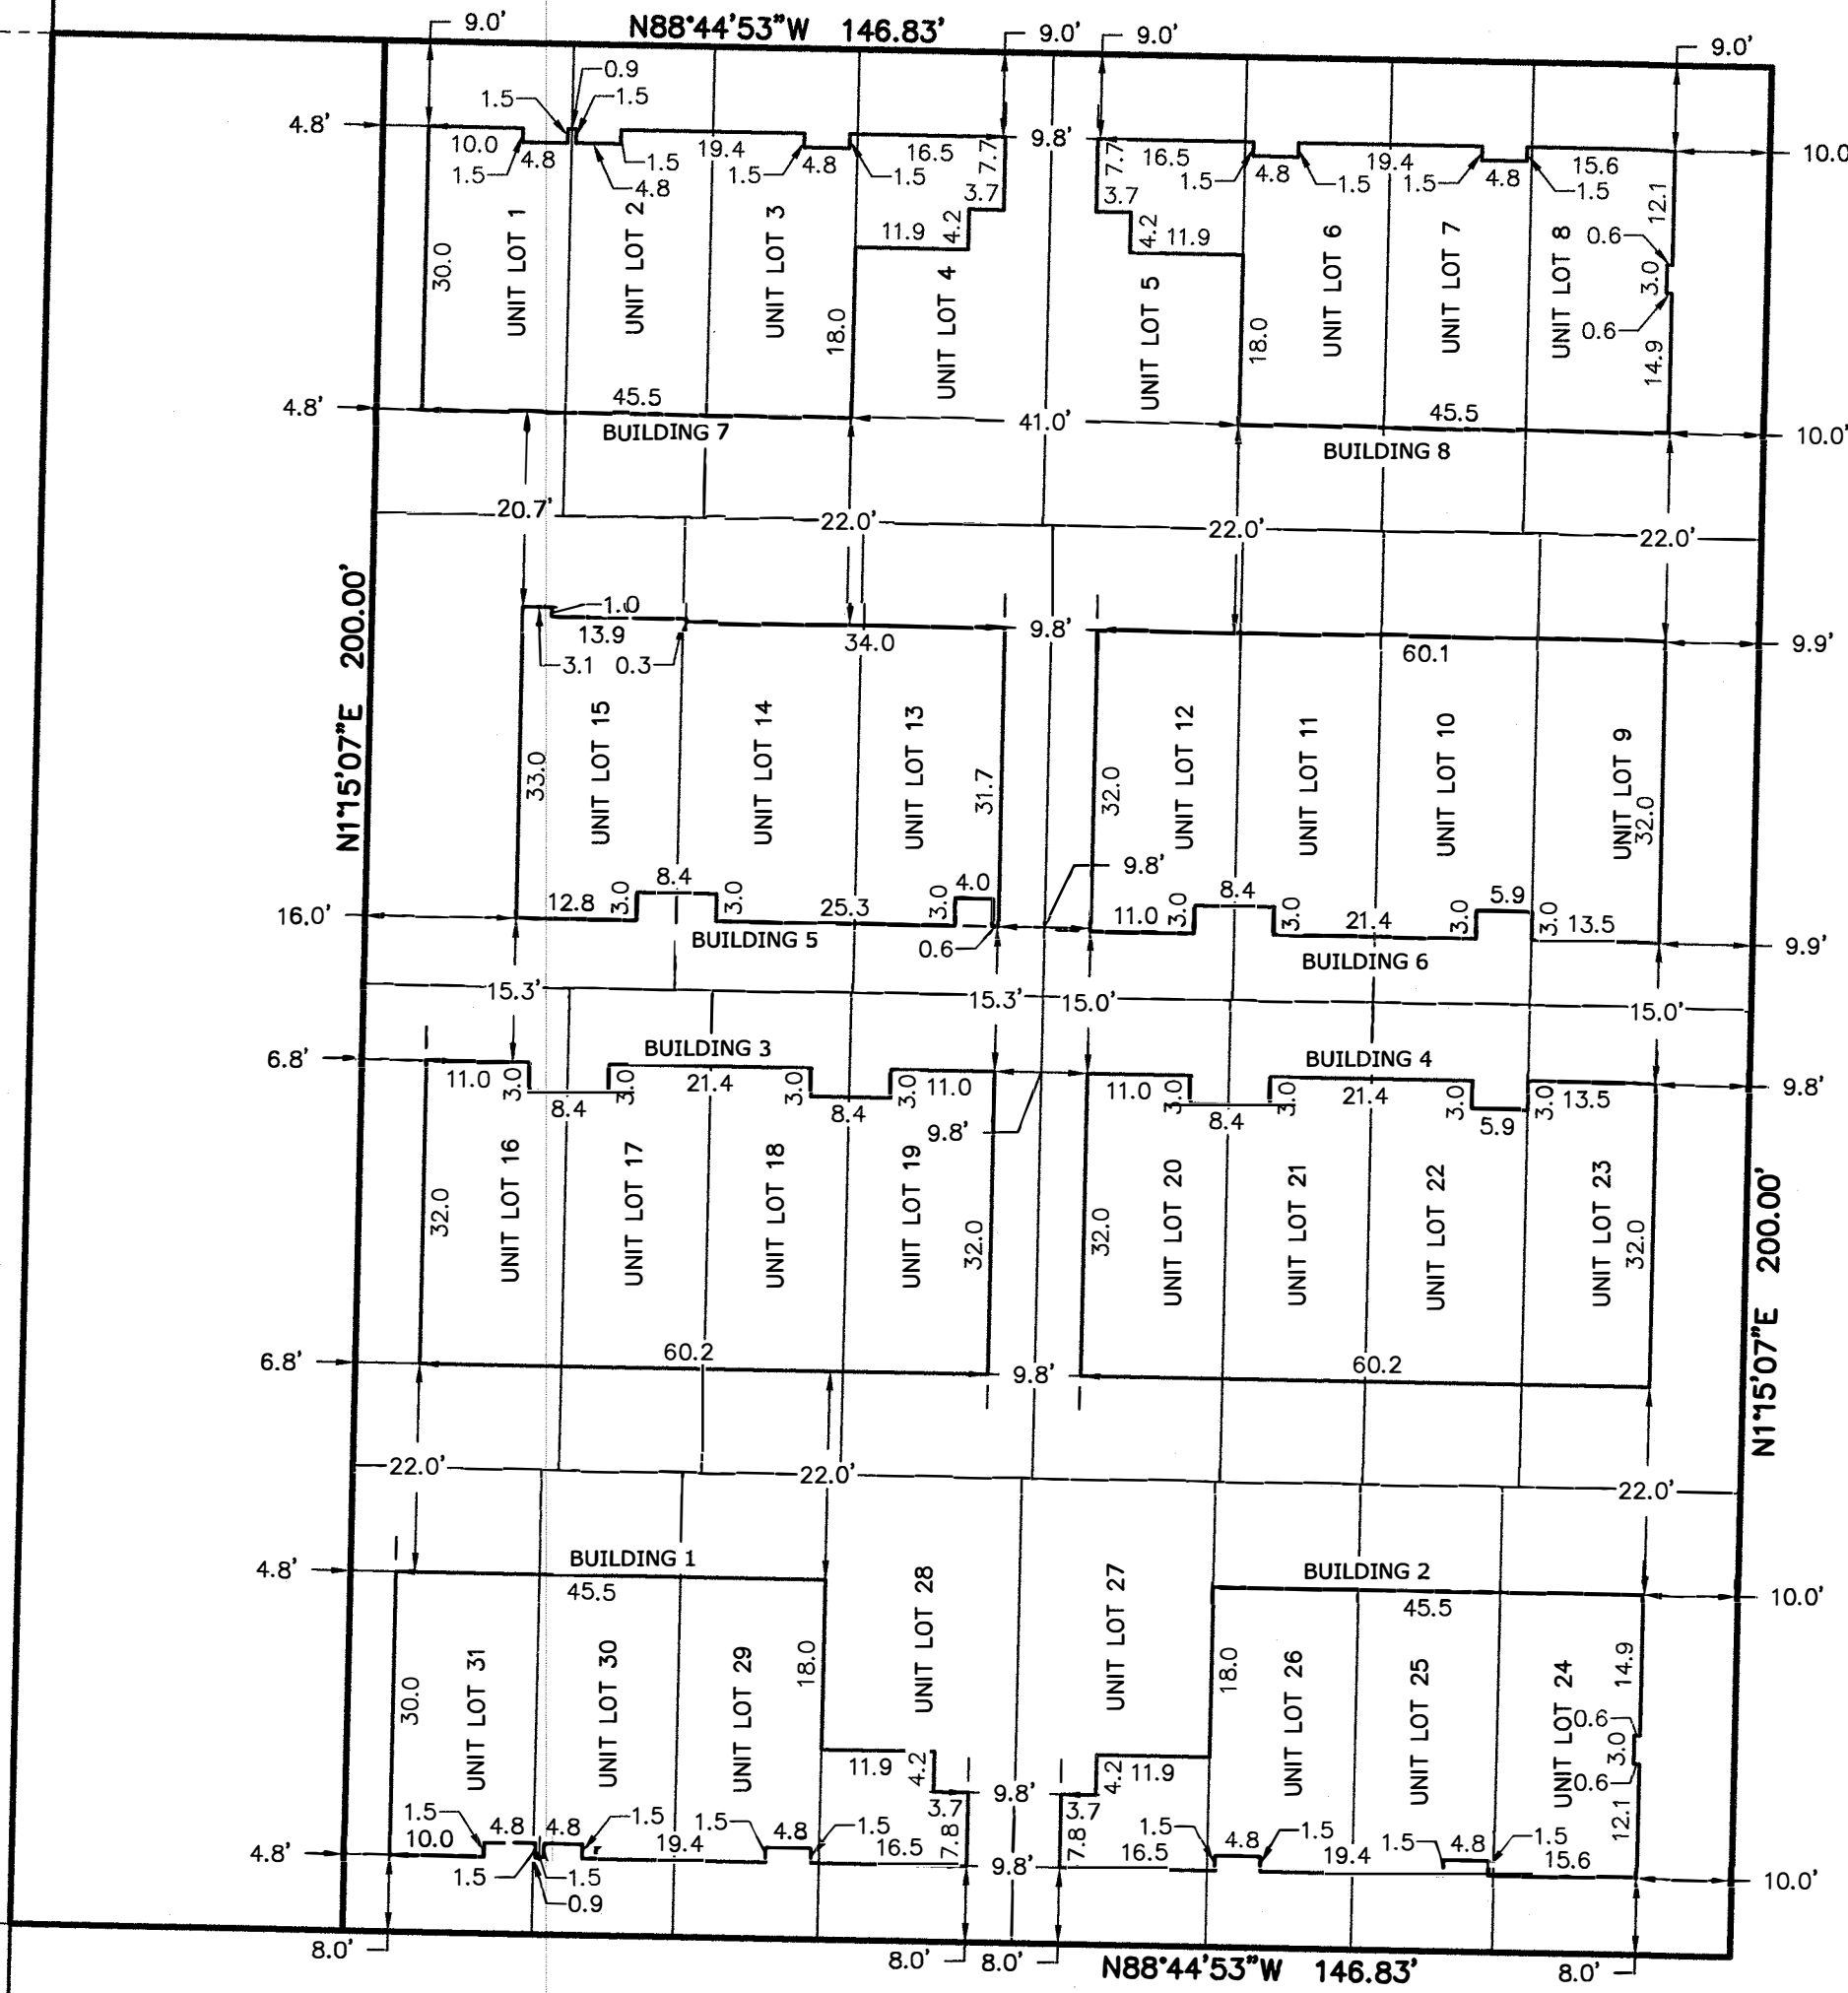 9.0' N88°44'53"W 146.83' 9.0' 9.0' 9.0'
0.9
1.5 1.5
4.8' 10.0 4.8 1.5 19.4 4.8 16.5 9.8' 16.5 4.8 19.4 4.8 15.6 10.0
1.5 4.8 1.5 1.5 7.7 7.7 1.5 1.5 1.5 1.5 12.1
3.7 3.7
11.9 4.2 4.2 11.9 0.6
30.0 UNIT LOT 1 UNIT LOT 2 UNIT LOT 3 18.0 UNIT LOT 4 UNIT LOT 5 18.0 UNIT LOT 6 UNIT LOT 7 UNIT LOT 8 3.0
0.6
14.9
4.8' 45.5 41.0' 45.5 10.0'
BUILDING 7 BUILDING 8
20.7' 22.0' 22.0' 22.0'
N1°15'07"E 200.00'
1.0
13.9 34.0 9.8' 60.1 9.9'
3.1 0.3
33.0 UNIT LOT 15 UNIT LOT 14 UNIT LOT 13 31.7 32.0 UNIT LOT 12 UNIT LOT 11 UNIT LOT 10 UNIT LOT 9 32.0
9.8'
16.0' 12.8 3.0 8.4 3.0 25.3 3.0 4.0 11.0 3.0 8.4 3.0 21.4 3.0 5.9 3.0 13.5 9.9'
BUILDING 5 0.6 BUILDING 6
15.3' 15.3' 15.0' 15.0'
BUILDING 3 BUILDING 4
6.8' 11.0 3.0 8.4 3.0 21.4 3.0 8.4 3.0 11.0 11.0 3.0 8.4 3.0 21.4 3.0 5.9 3.0 13.5 9.8'
9.8'
32.0 UNIT LOT 16 UNIT LOT 17 UNIT LOT 18 UNIT LOT 19 32.0 32.0 UNIT LOT 20 UNIT LOT 21 UNIT LOT 22 UNIT LOT 23 32.0
N1°15'07"E 200.00'
6.8' 60.2 9.8' 60.2
22.0' 22.0' 22.0'
BUILDING 1 BUILDING 2
4.8' 45.5 45.5 10.0'
30.0 UNIT LOT 31 UNIT LOT 30 UNIT LOT 29 18.0 UNIT LOT 28 UNIT LOT 27 18.0 UNIT LOT 26 UNIT LOT 25 UNIT LOT 24 14.9
0.6
3.0
0.6
11.9 4.2 4.2 11.9
3.7 9.8' 3.7
1.5 4.8 4.8 1.5 1.5 4.8 1.5 7.8 7.8 1.5 4.8 1.5 1.5 4.8 1.5 12.1
4.8' 10.0 19.4 16.5 9.8' 16.5 19.4 15.6 10.0'
1.5 1.5
0.9
8.0' 8.0' 8.0' N88°44'53"W 146.83' 8.0'